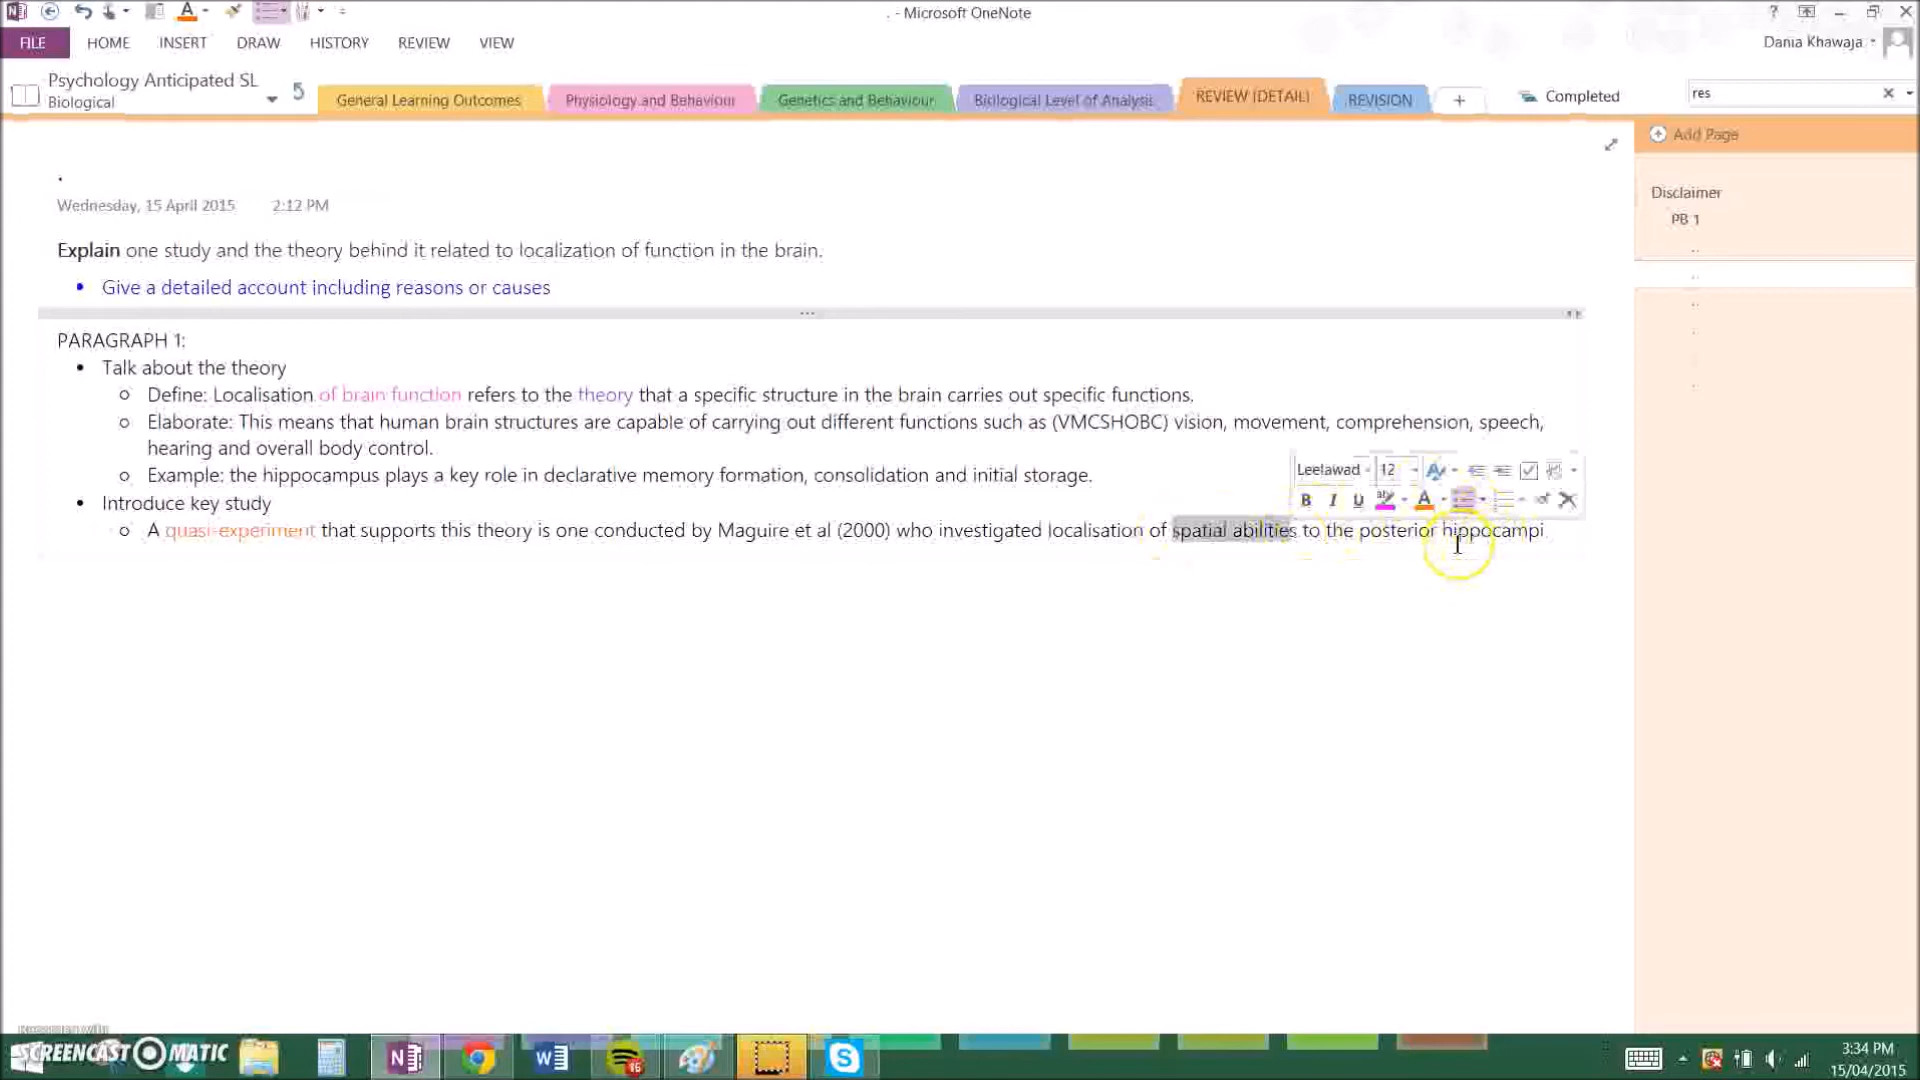 . - Microsoft OneNote
FILE HOME INSERT DRAW HISTORY REVIEW VIEW
Dania Khawaja
Psychology Anticipated SL
Biological
General Learning Outcomes
Physiology and Behaviour
Genetics and Behaviour
Biological Level of Analysis
REVIEW (DETAIL)
REVISION
Completed
res
Add Page
Disclaimer
PB 1
..
..
..
.
Wednesday, 15 April 2015 2:12 PM
Explain one study and the theory behind it related to localization of function in the brain.
• Give a detailed account including reasons or causes
PARAGRAPH 1:
• Talk about the theory
o Define: Localisation of brain function refers to the theory that a specific structure in the brain carries out specific functions.
o Elaborate: This means that human brain structures are capable of carrying out different functions such as (VMCSHOBC) vision, movement, comprehension, speech,
hearing and overall body control.
o Example: the hippocampus plays a key role in declarative memory formation, consolidation and initial storage.
• Introduce key study
o A quasi-experiment that supports this theory is one conducted by Maguire et al (2000) who investigated localisation of spatial abilities to the posterior hippocampi
Leelawad 12
B I U
SCREENCAST MATIC
16
3:34 PM
15/04/2015